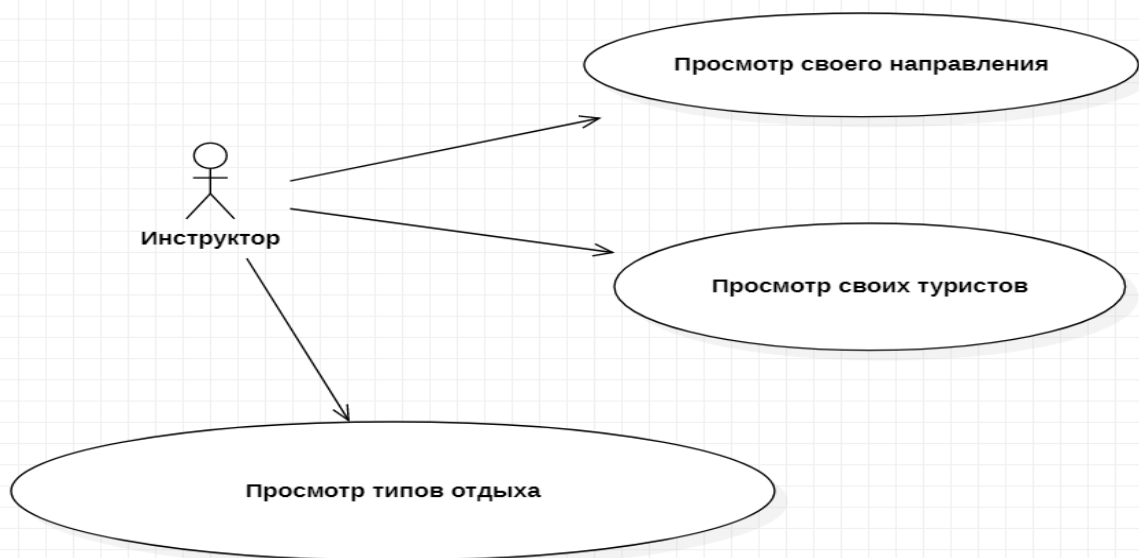 Просмотр своего направления
Инструктор
Просмотр своих туристов
Просмотр типов отдыха